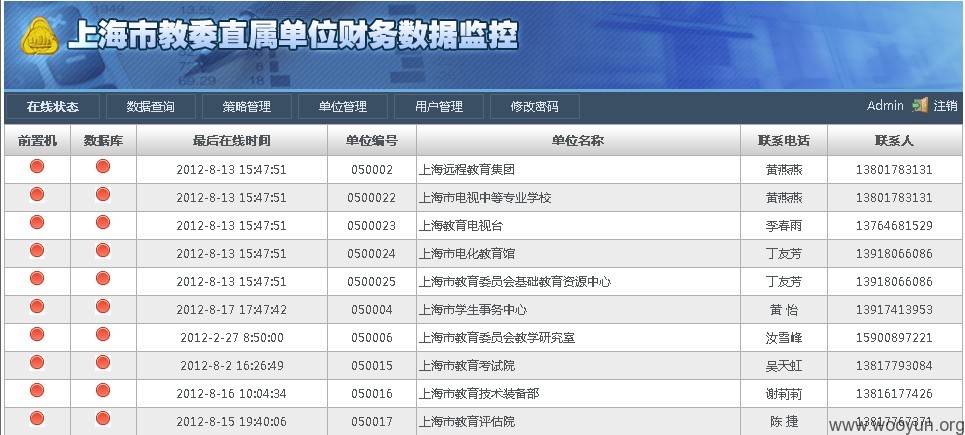 1949
13.55
69.29
上海市教委直属单位财务数据监控
在线状态 数据查询 策略管理 单位管理 用户管理 修改密码 Admin 注销
前置机 数据库 最后在线时间 单位编号 单位名称 联系电话 联系人
2012-8-13 15:47:51 050002 上海远程教育集团 黄燕燕 13801783131
2012-8-13 15:47:51 0500022 上海市电视中等专业学校 黄燕燕 13801783131
2012-8-13 15:47:51 0500023 上海教育电视台 李春雨 13764681529
2012-8-13 15:47:51 0500024 上海市电化教育馆 丁友芳 13918066086
2012-8-13 15:47:51 0500025 上海市教育委员会基础教育资源中心 丁友芳 13918066086
2012-8-17 17:47:42 050004 上海市学生事务中心 黄 怡 13917413953
2012-2-27 8:50:00 050006 上海市教育委员会教学研究室 汝雪峰 15900897221
2012-8-2 16:26:49 050015 上海市教育考试院 吴天虹 13817793084
2012-8-16 10:04:34 050016 上海市教育技术装备部 谢莉莉 13816177426
2012-8-15 19:40:06 050017 上海市教育评估院 陈 捷 13817767371
www.wooyun.org